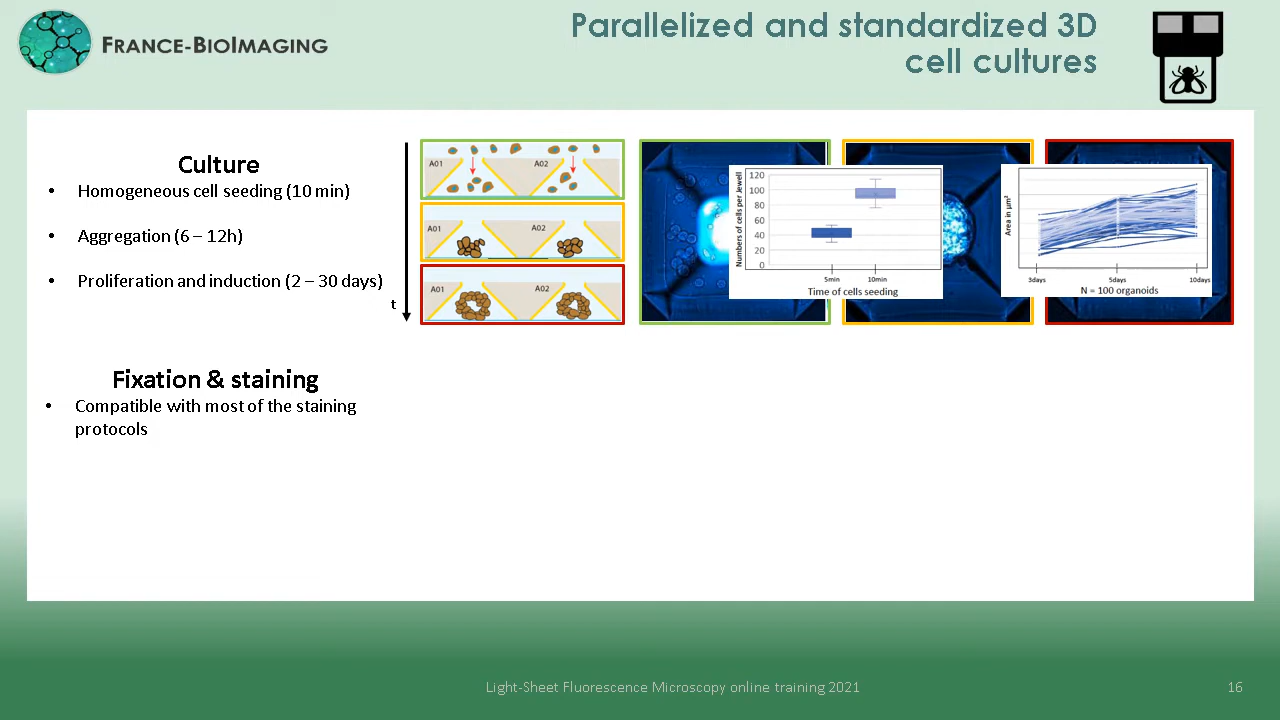 FRANCE-BIOIMAGING
Parallelized and standardized 3D
cell cultures
Culture
• Homogeneous cell seeding (10 min)
• Aggregation (6 – 12h)
• Proliferation and induction (2 – 30 days)
t
A01 A02
A01 A02
A01 A02
Numbers of cells per Jewell
120
100
80
60
40
20
0
5min 10min
Time of cells seeding
Area in µm²
3days 5days 10days
N = 100 organoids
Fixation & staining
• Compatible with most of the staining
protocols
Light-Sheet Fluorescence Microscopy online training 2021
16